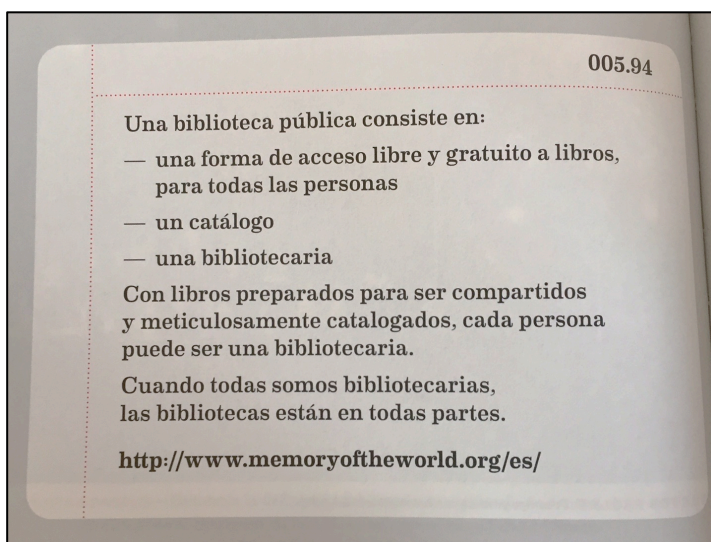 005.94
Una biblioteca pública consiste en:
— una forma de acceso libre y gratuito a libros,
para todas las personas
— un catálogo
— una bibliotecaria
Con libros preparados para ser compartidos
y meticulosamente catalogados, cada persona
puede ser una bibliotecaria.
Cuando todas somos bibliotecarias,
las bibliotecas están en todas partes.
http://www.memoryoftheworld.org/es/